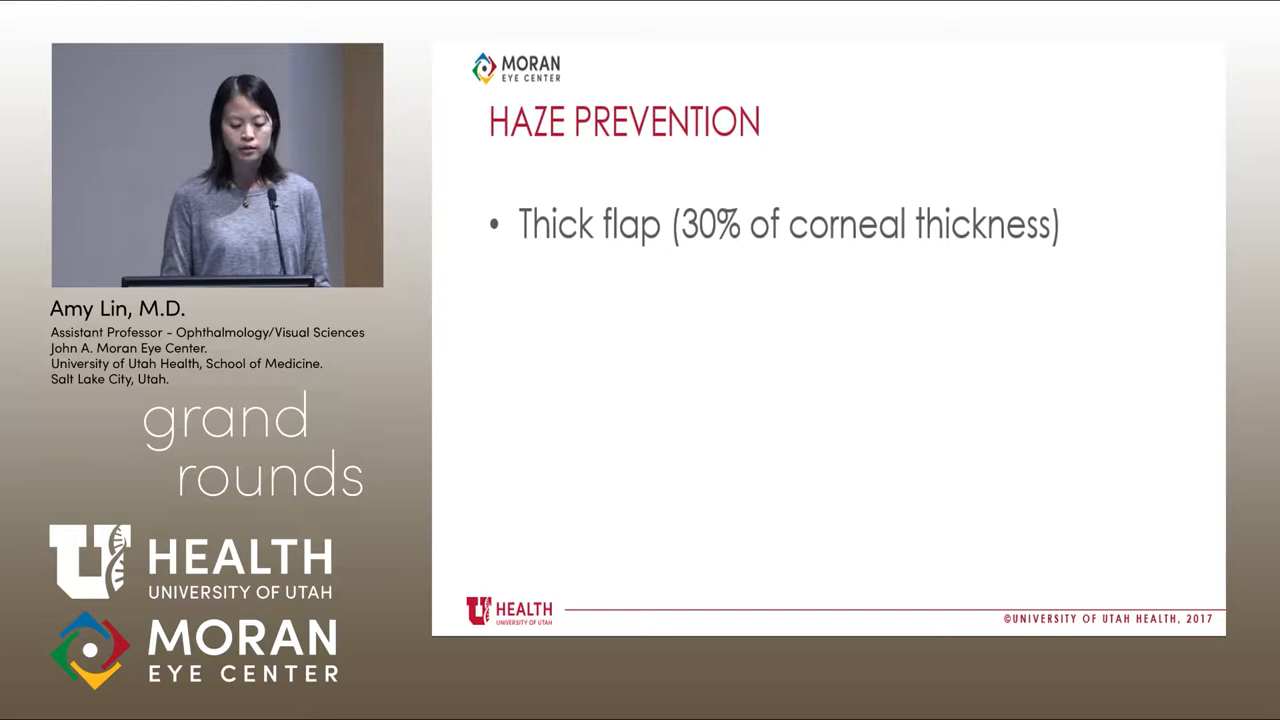 Amy Lin, M.D.
Assistant Professor - Ophthalmology/Visual Sciences
John A. Moran Eye Center.
University of Utah Health, School of Medicine.
Salt Lake City, Utah.
grand
rounds
U HEALTH
UNIVERSITY OF UTAH
MORAN
EYE CENTER
MORAN
EYE CENTER
HAZE PREVENTION
• Thick flap (30% of corneal thickness)
U HEALTH
UNIVERSITY OF UTAH
©UNIVERSITY OF UTAH HEALTH, 2017